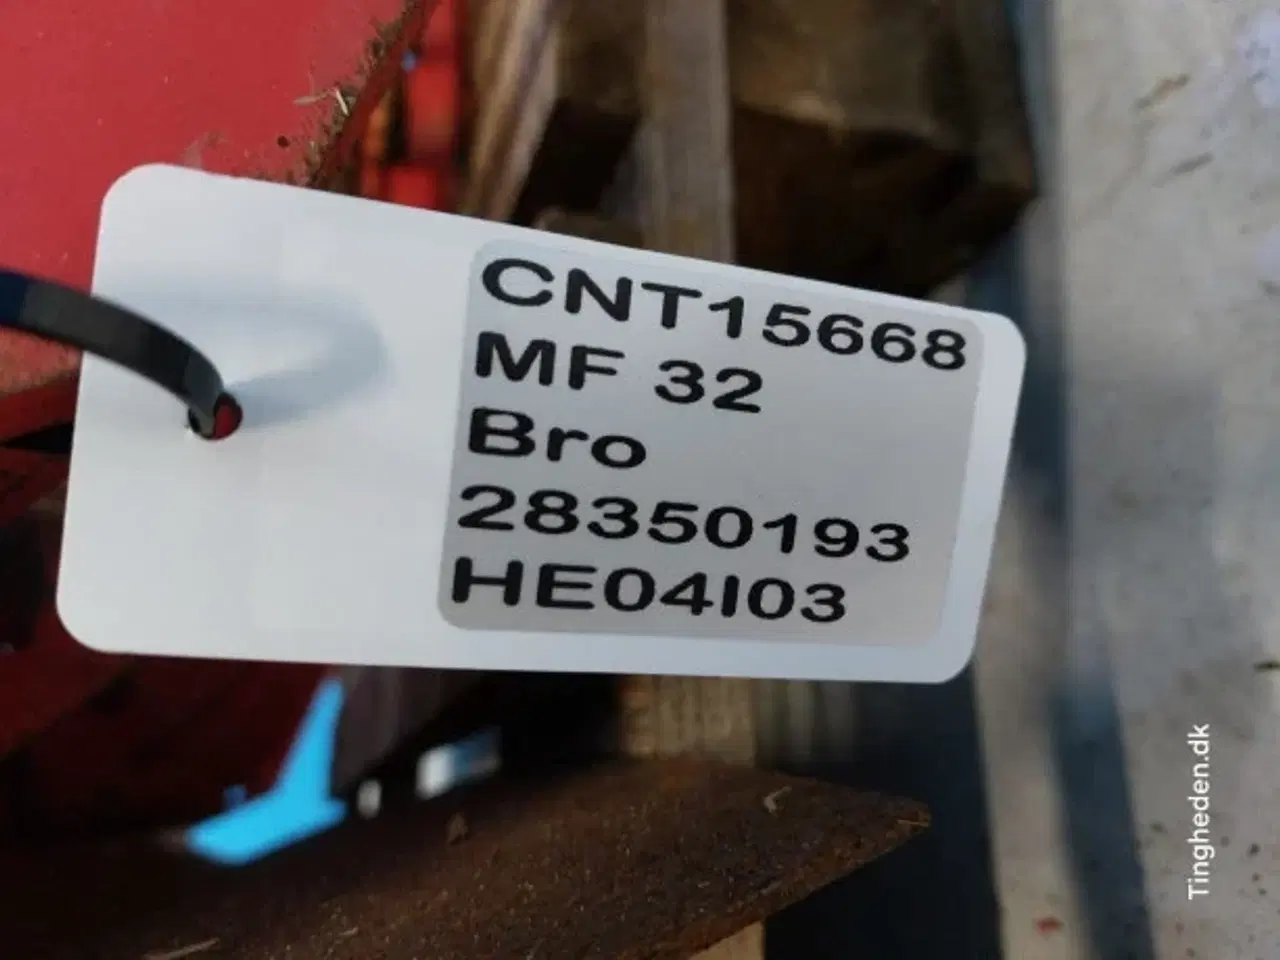 CNT15668
MF 32
Bro
28350193
HE04I03
Tingheden.dk